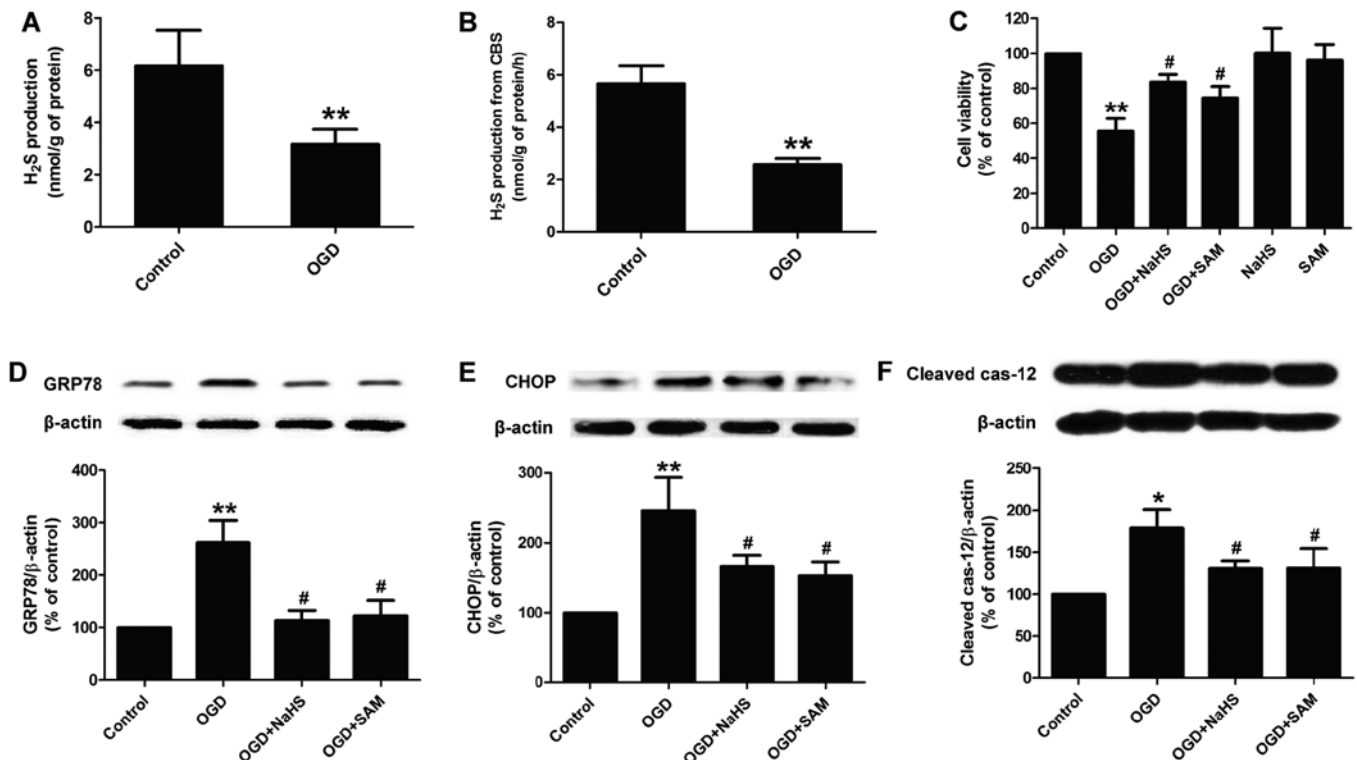 A
H2S production
(nmol/g of protein)
8
6
4
2
0
**
Control
OGD
B
H2S production from CBS
(nmol/g of protein/h)
8
6
4
2
0
**
Control
OGD
C
Cell viability
(% of control)
120
100
80
60
40
20
0
**
#
#
Control
OGD
OGD+NaHS
OGD+SAM
NaHS
SAM
D
GRP78
β-actin
GRP78/β-actin
(% of control)
400
300
200
100
0
**
#
#
Control
OGD
OGD+NaHS
OGD+SAM
E
CHOP
β-actin
CHOP/β-actin
(% of control)
300
200
100
0
**
#
#
Control
OGD
OGD+NaHS
OGD+SAM
F
Cleaved cas-12
β-actin
Cleaved cas-12/β-actin
(% of control)
250
200
150
100
50
0
*
#
#
Control
OGD
OGD+NaHS
OGD+SAM